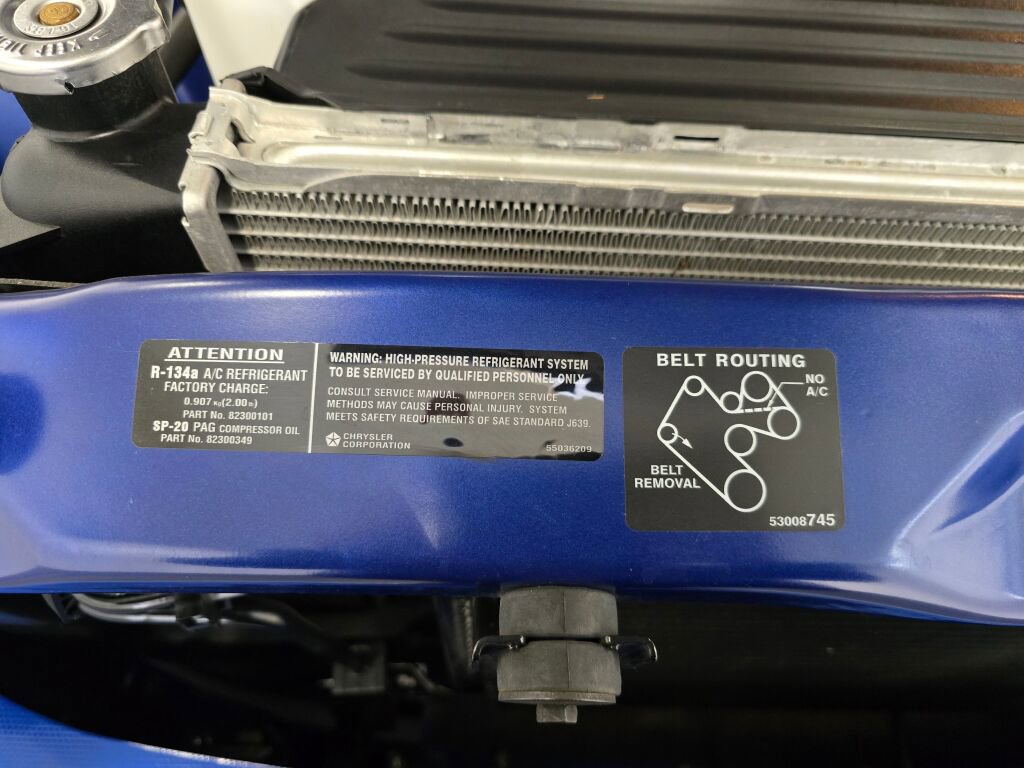 KEEP
ATTENTION
R-134a A/C REFRIGERANT
FACTORY CHARGE:
0.907 KG(2.00 lb)
PART No. 82300101
SP-20 PAG COMPRESSOR OIL
PART No. 82300349
WARNING: HIGH-PRESSURE REFRIGERANT SYSTEM
TO BE SERVICED BY QUALIFIED PERSONNEL ONLY
CONSULT SERVICE MANUAL. IMPROPER SERVICE
METHODS MAY CAUSE PERSONAL INJURY. SYSTEM
MEETS SAFETY REQUIREMENTS OF SAE STANDARD J639.
CHRYSLER
CORPORATION
55036209
BELT ROUTING
NO
A/C
BELT
REMOVAL
53008745